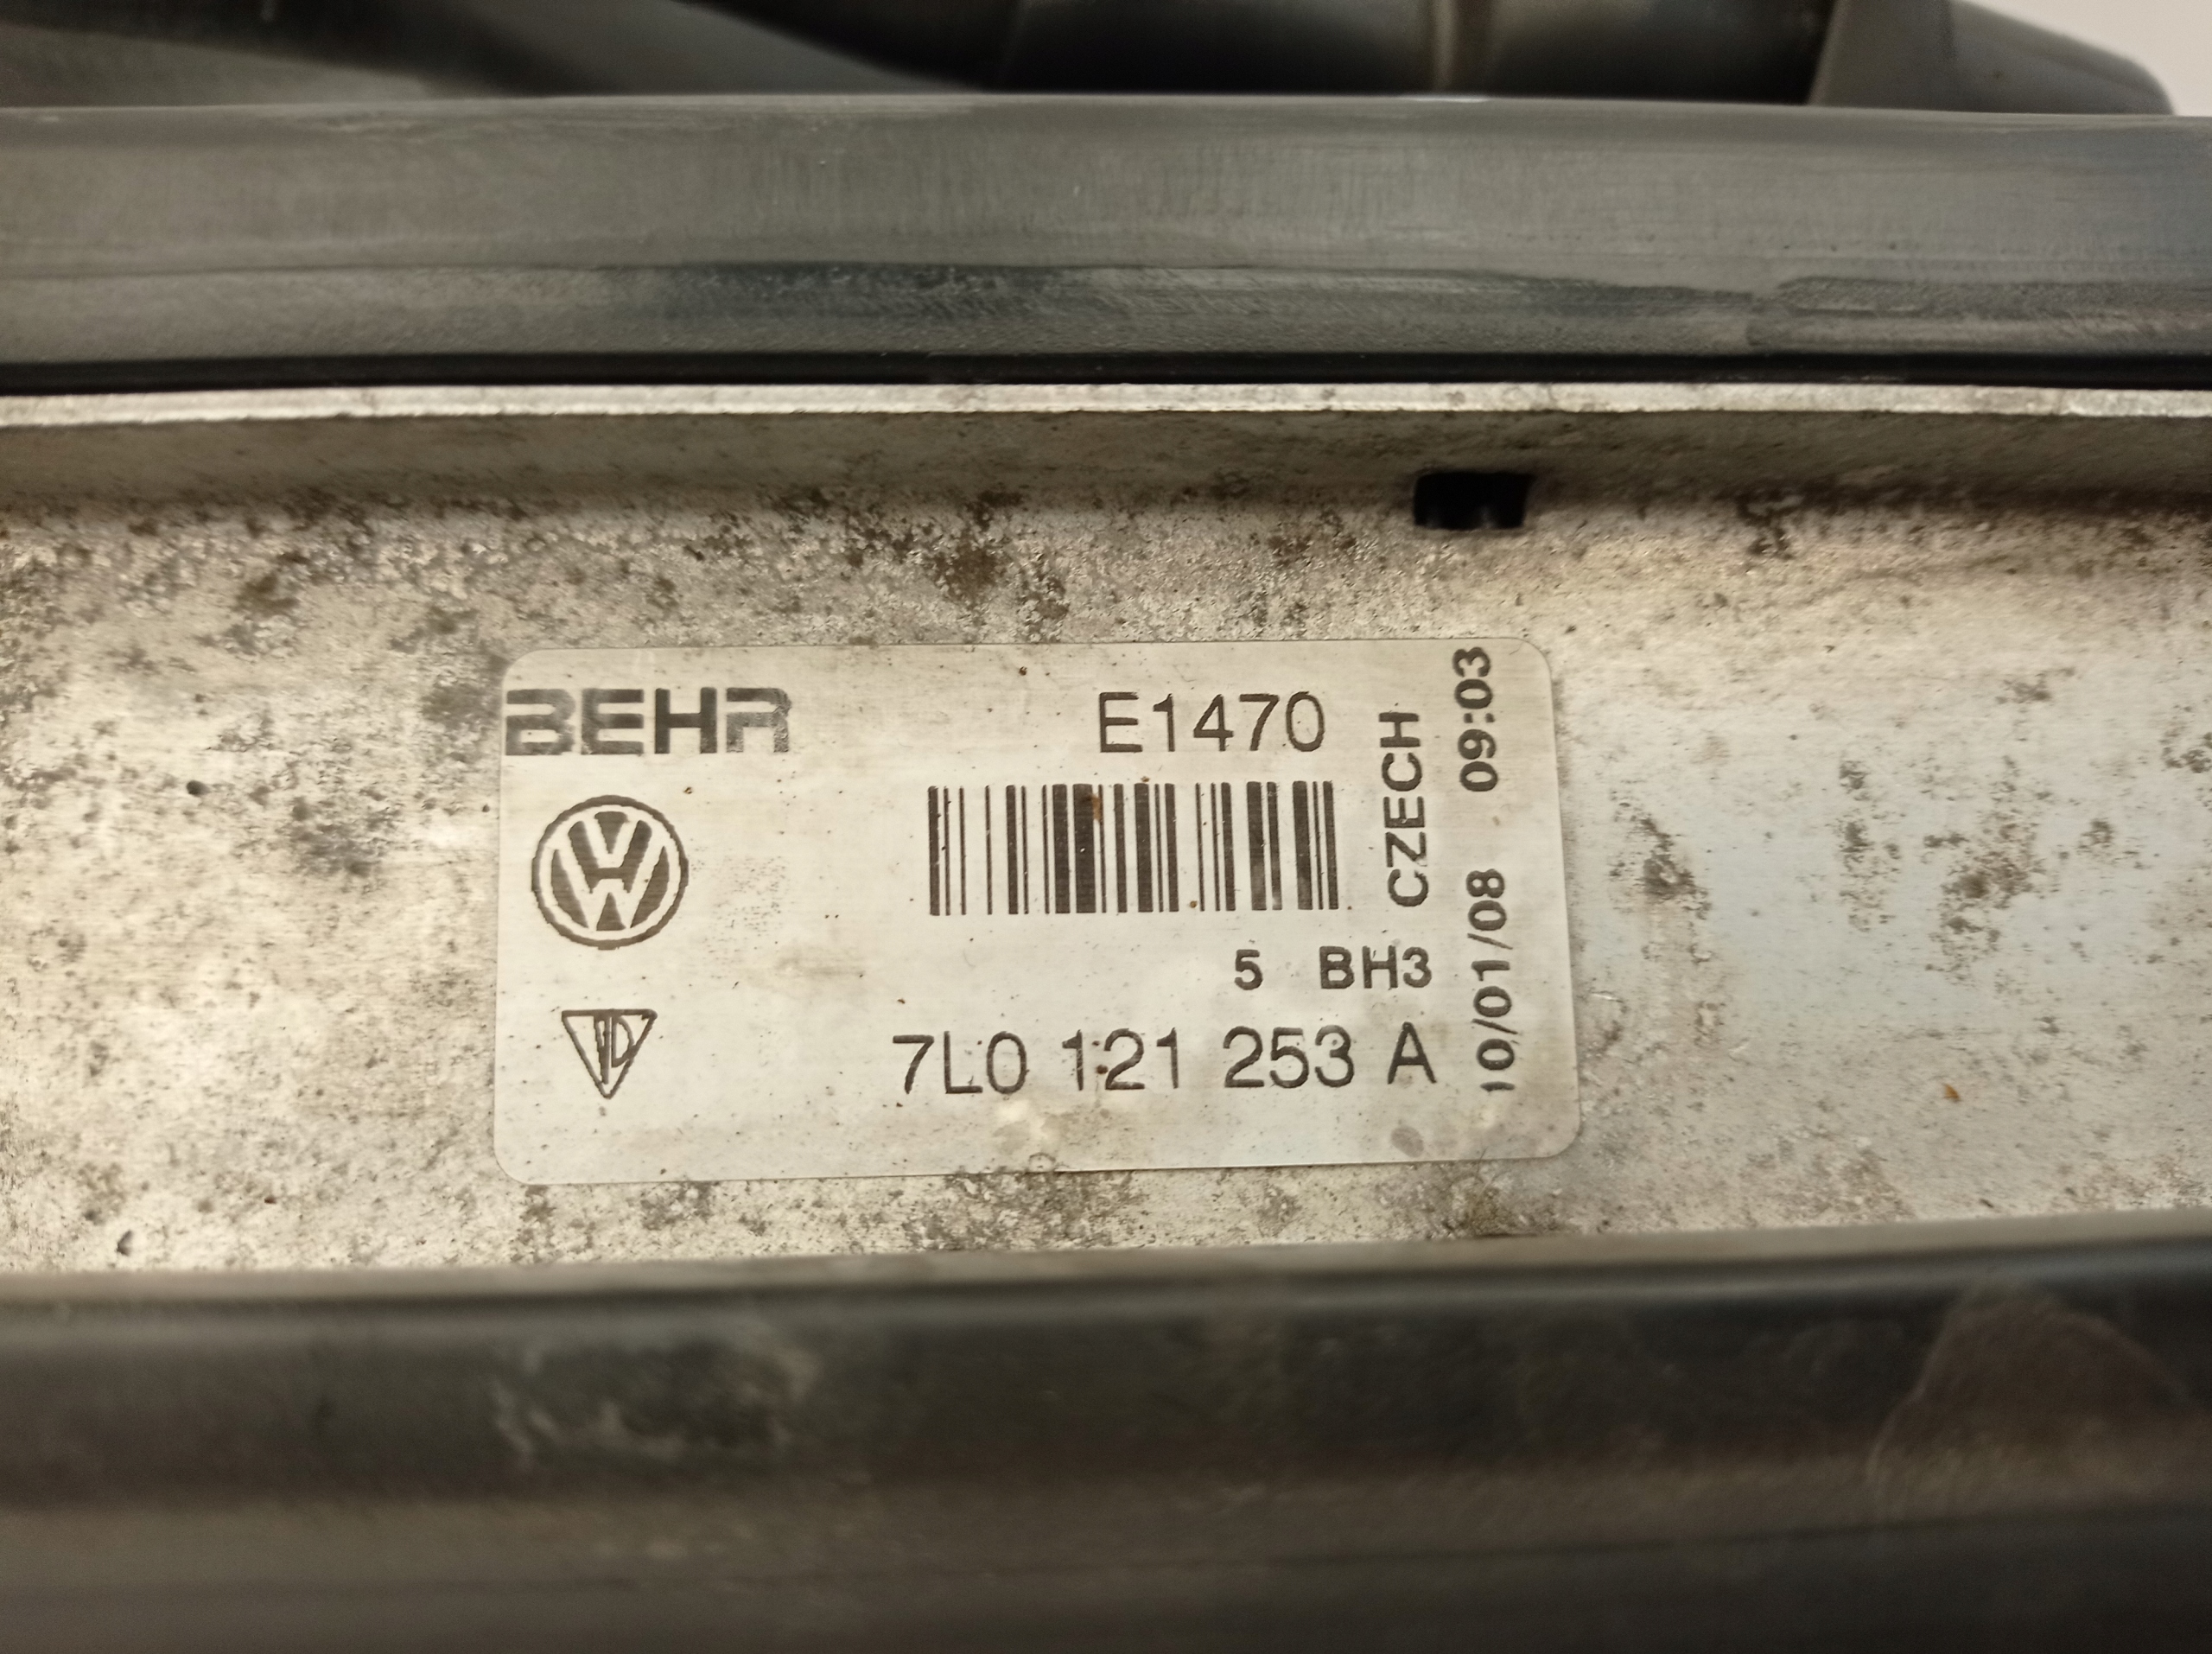 BEHR
E1470
CZECH
10/01/08 09:03
5 BH3
7L0 121 253 A